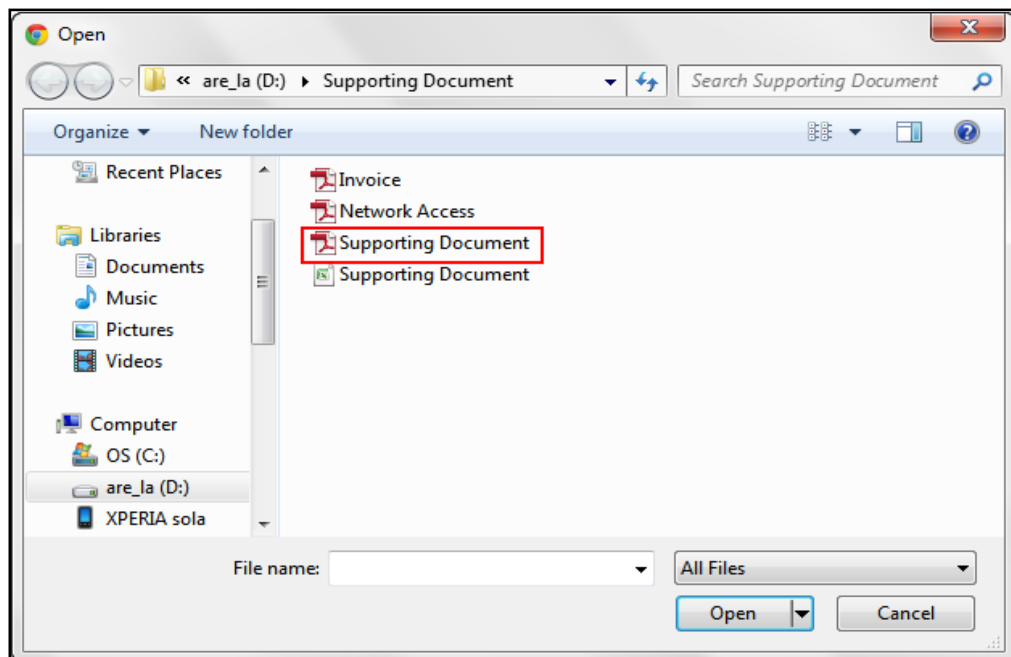 Open
« are_la (D:) ▸ Supporting Document
Search Supporting Document
Organize
New folder
Recent Places
Libraries
Documents
Music
Pictures
Videos
Computer
OS (C:)
are_la (D:)
XPERIA sola
Invoice
Network Access
Supporting Document
Supporting Document
File name:
All Files
Open
Cancel